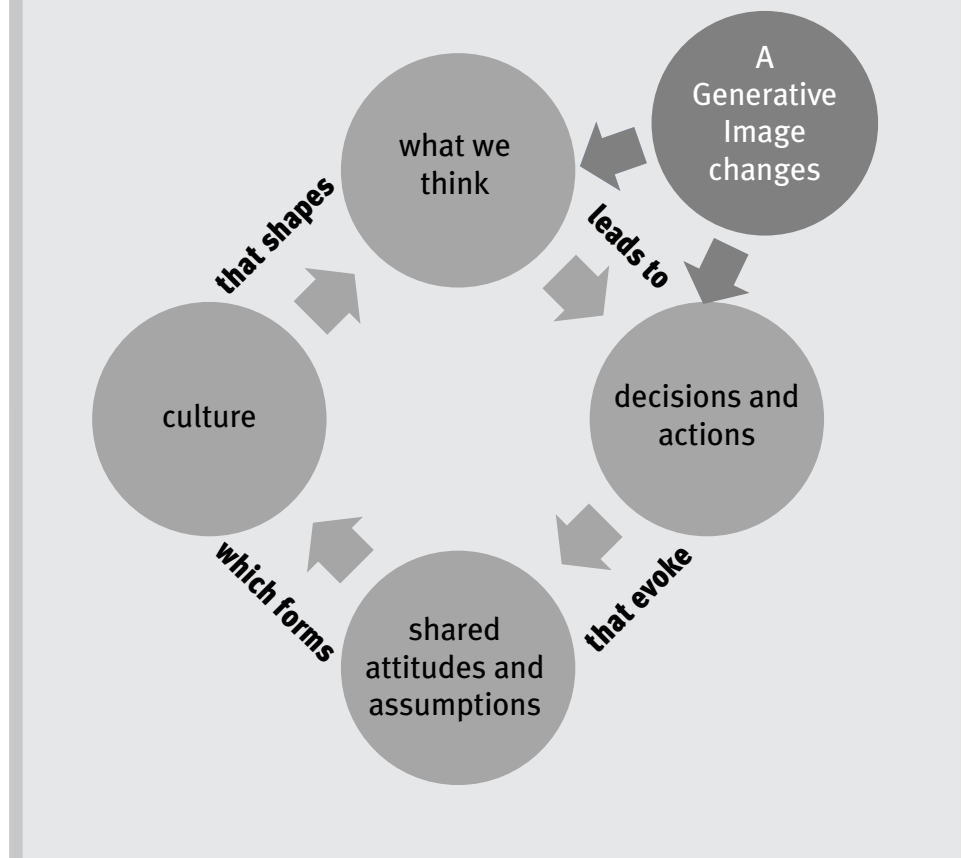 A
Generative
Image
changes
what we
think
leads to
decisions and
actions
that evoke
shared
attitudes and
assumptions
which forms
culture
that shapes